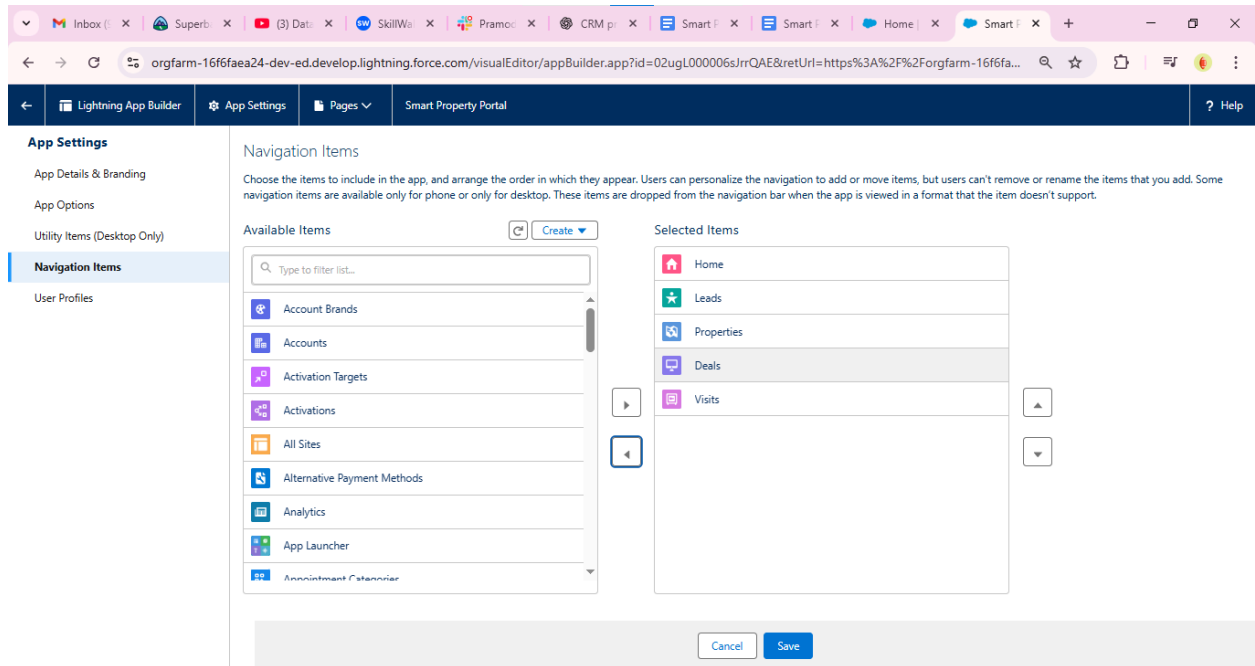 Inbox (
Superb
(3) Dat
SkillWa
Pramoc
CRM pr
Smart P
Smart F
Home |
Smart F
orgfarm-16f6faea24-dev-ed.develop.lightning.force.com/visualEditor/appBuilder.app?id=02ugL000006sJrrQAE&retUrl=https%3A%2F%2Forgfarm-16f6fa...
Lightning App Builder
App Settings
Pages
Smart Property Portal
? Help
App Settings
App Details & Branding
App Options
Utility Items (Desktop Only)
Navigation Items
User Profiles
Navigation Items
Choose the items to include in the app, and arrange the order in which they appear. Users can personalize the navigation to add or move items, but users can't remove or rename the items that you add. Some
navigation items are available only for phone or only for desktop. These items are dropped from the navigation bar when the app is viewed in a format that the item doesn't support.
Available Items
Create
Type to filter list...
Account Brands
Accounts
Activation Targets
Activations
All Sites
Alternative Payment Methods
Analytics
App Launcher
Appointment Categories
Selected Items
Home
Leads
Properties
Deals
Visits
Cancel
Save